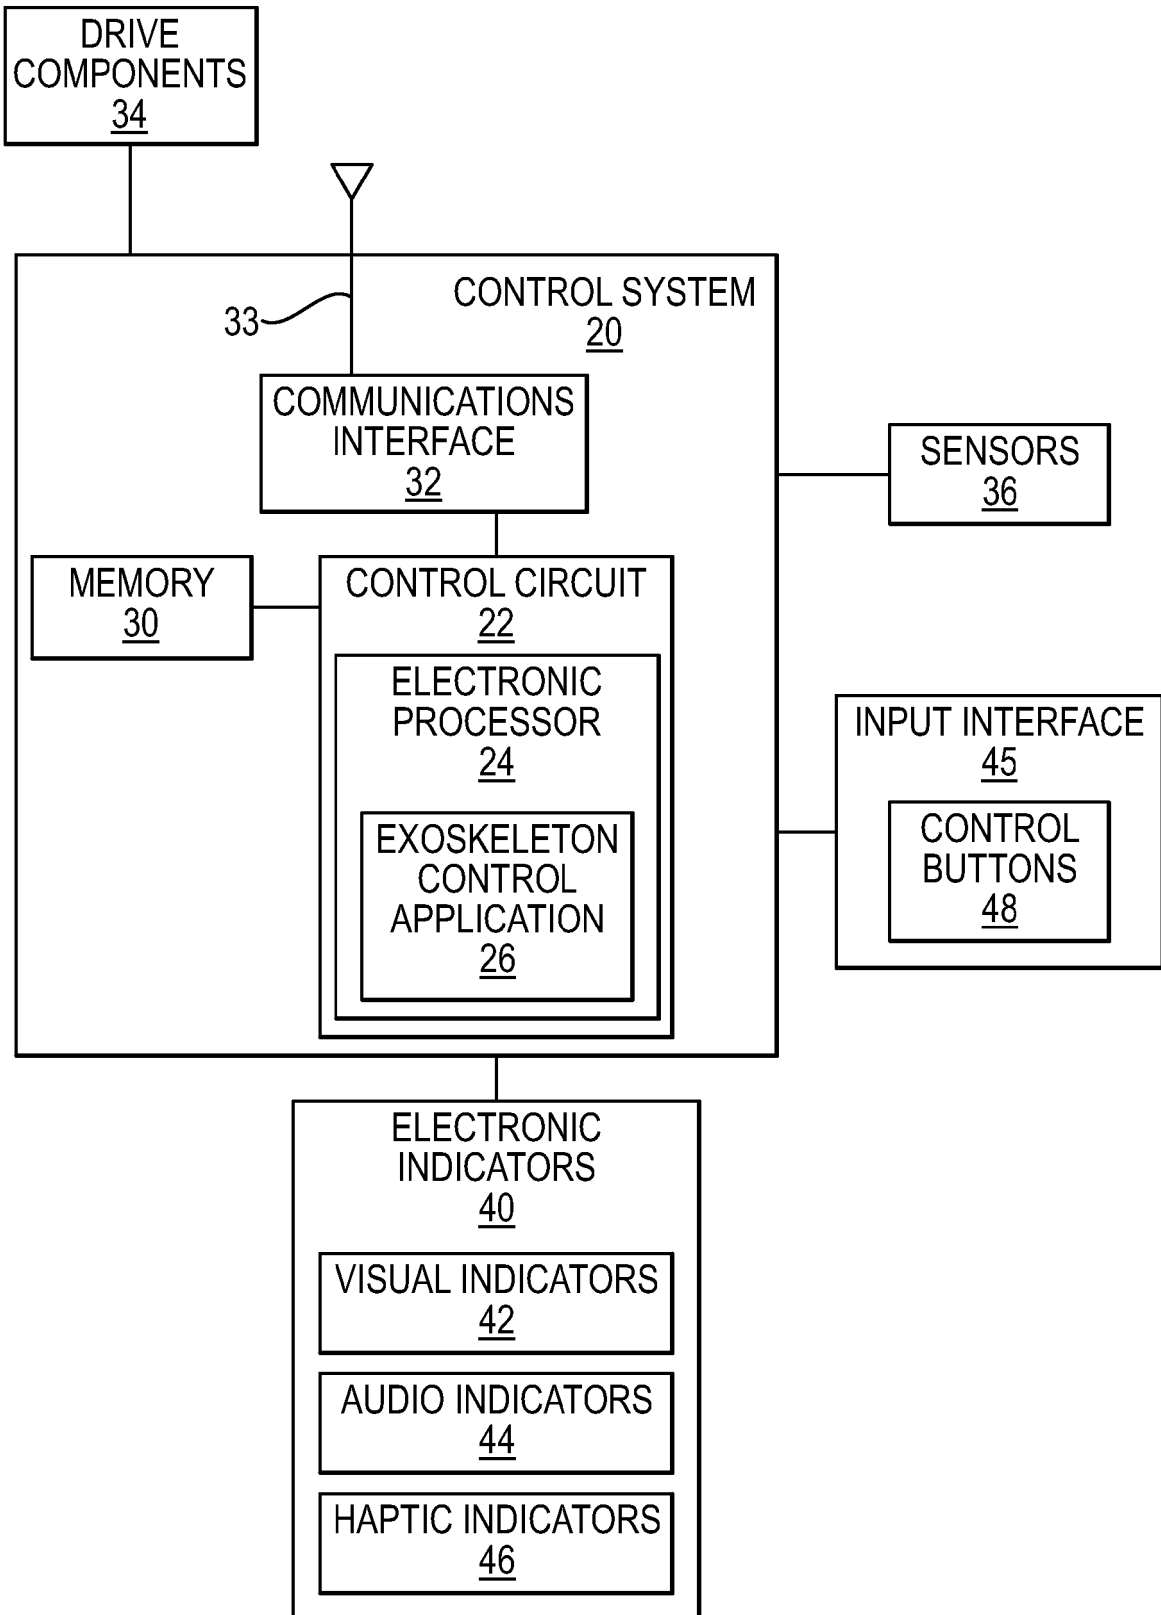 DRIVE
COMPONENTS
34
CONTROL SYSTEM
20
33
COMMUNICATIONS
INTERFACE
32
SENSORS
36
MEMORY
30
CONTROL CIRCUIT
22
ELECTRONIC
PROCESSOR
24
EXOSKELETON
CONTROL
APPLICATION
26
INPUT INTERFACE
45
CONTROL
BUTTONS
48
ELECTRONIC
INDICATORS
40
VISUAL INDICATORS
42
AUDIO INDICATORS
44
HAPTIC INDICATORS
46